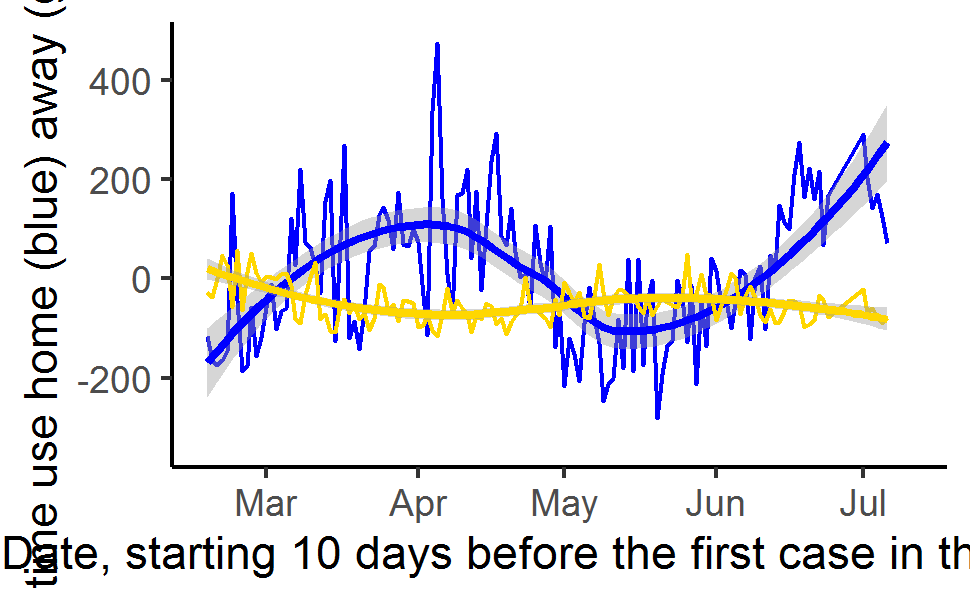 time use home (blue) away (
400
200
0
-200
Mar Apr May Jun Jul
Date, starting 10 days before the first case in th